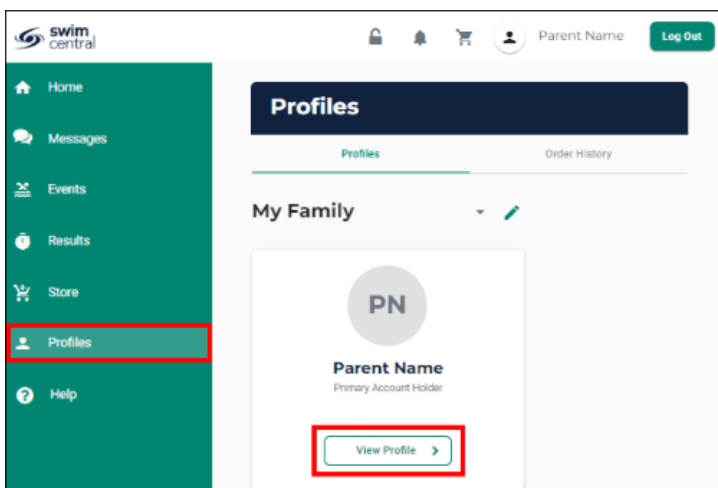 swim
central
Parent Name
Log Out
Home
Messages
Events
Results
Store
Profiles
Help
Profiles
Profiles
Order History
My Family
PN
Parent Name
Primary Account Holder
View Profile